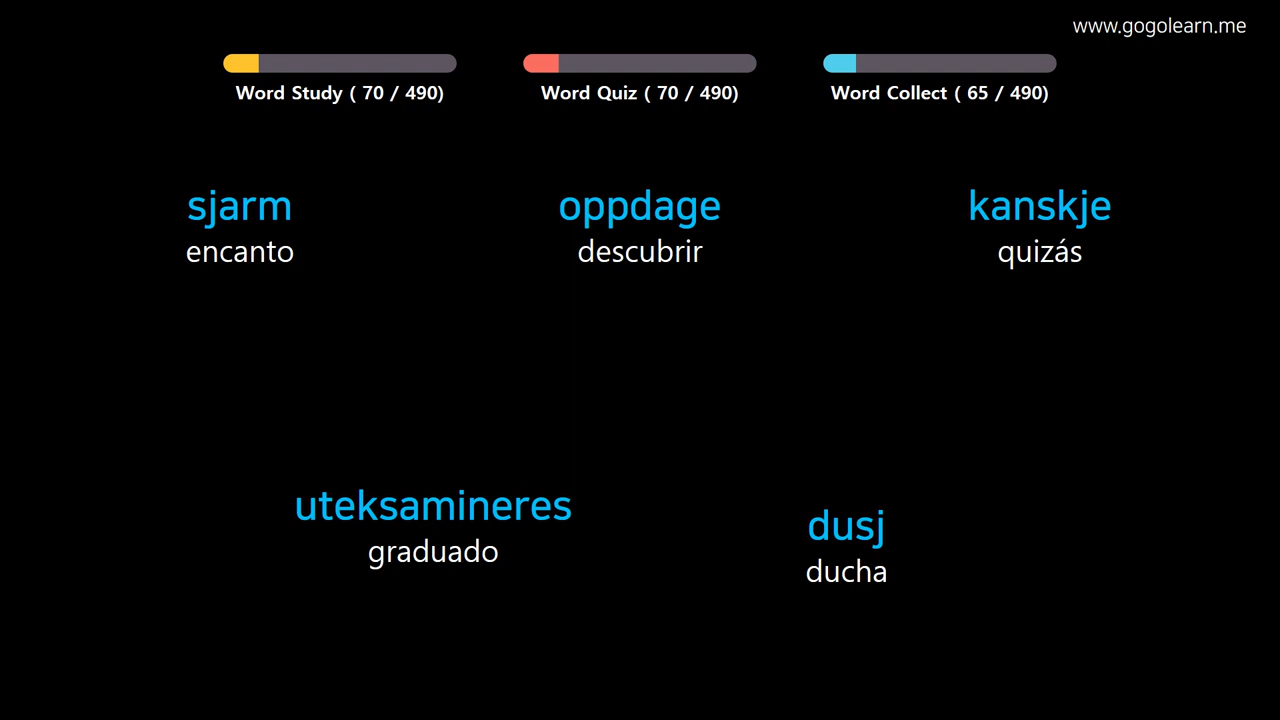 www.gogolearn.me
Word Study ( 70 / 490)
Word Quiz ( 70 / 490)
Word Collect ( 65 / 490)
sjarm
encanto
oppdage
descubrir
kanskje
quizás
uteksamineres
graduado
dusj
ducha